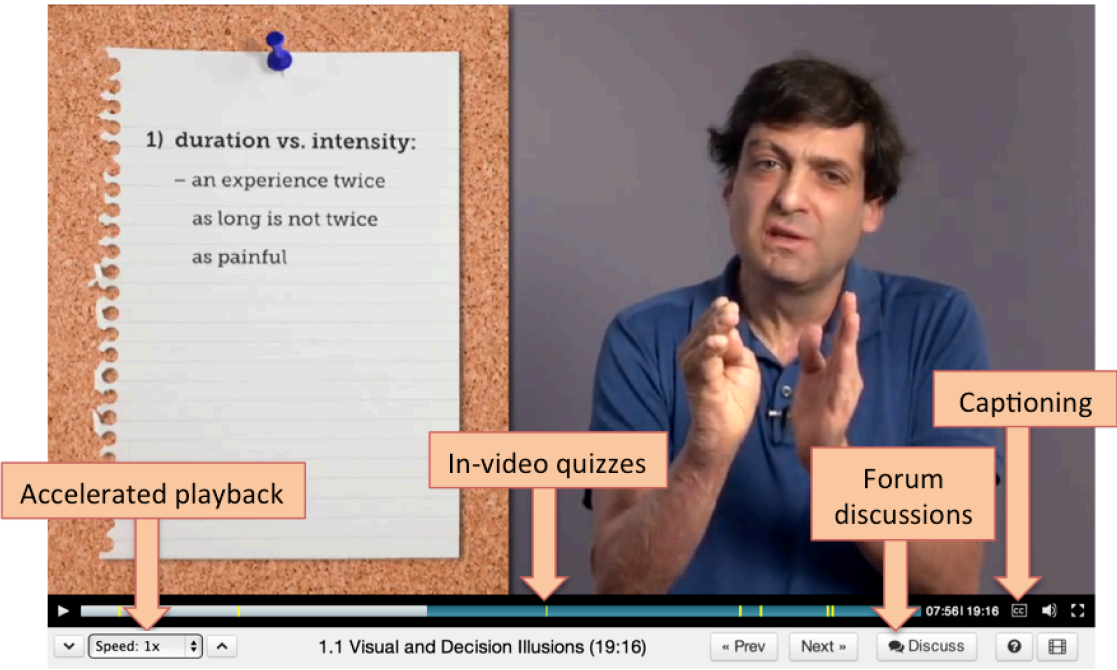 1) duration vs. intensity:
– an experience twice
as long is not twice
as painful
Captioning
In-video quizzes
Forum
discussions
Accelerated playback
07:56| 19:16
CC
Speed: 1x
1.1 Visual and Decision Illusions (19:16)
« Prev
Next »
Discuss
?